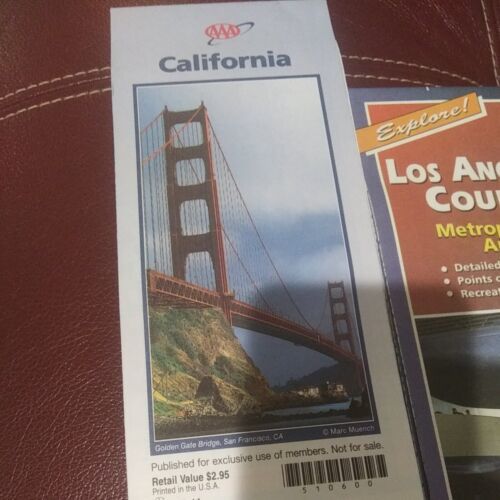 AAA
California
Golden Gate Bridge, San Francisco, CA
© Marc Muench
Published for exclusive use of members. Not for sale.
Retail Value $2.95
Printed in the U.S.A.
510600
Explore!
LOS AN
COU
Metrop
A
• Detailed
• Points o
• Recreat